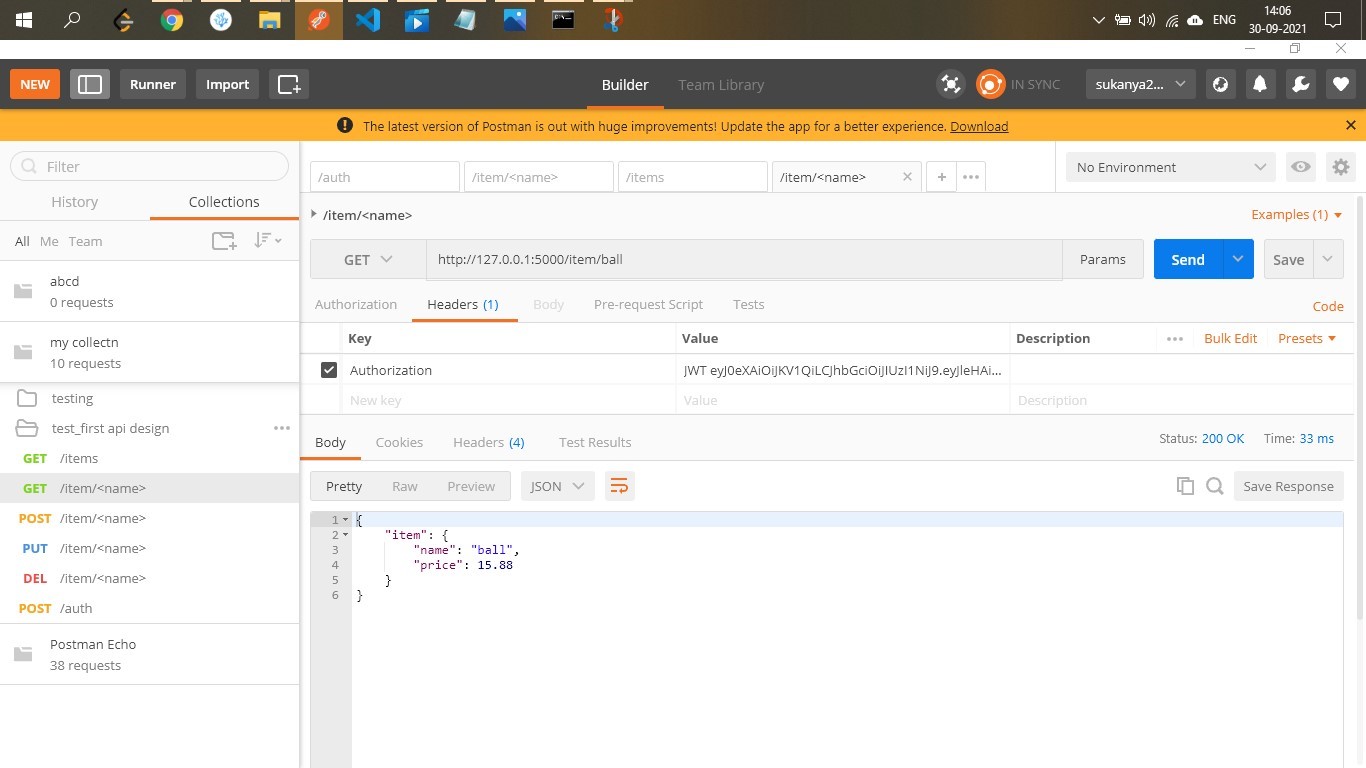 ENG
14:06
30-09-2021
NEW
Runner
Import
Builder
Team Library
IN SYNC
sukanya2...
The latest version of Postman is out with huge improvements! Update the app for a better experience. Download
Filter
History
Collections
All Me Team
abcd
0 requests
my collectn
10 requests
testing
test_first api design
GET /items
GET /item/<name>
POST /item/<name>
PUT /item/<name>
DEL /item/<name>
POST /auth
Postman Echo
38 requests
/auth
/item/<name>
/items
/item/<name>
No Environment
/item/<name>
Examples (1)
GET
http://127.0.0.1:5000/item/ball
Params
Send
Save
Authorization
Headers (1)
Body
Pre-request Script
Tests
Code
Key Value Description
Bulk Edit
Presets
Authorization JWT eyJ0eXAiOiJKV1QiLCJhbGciOiJIUzI1NiJ9.eyJleHAi...
New key Value Description
Body
Cookies
Headers (4)
Test Results
Status: 200 OK
Time: 33 ms
Pretty
Raw
Preview
JSON
Save Response
1 {
2 "item": {
3 "name": "ball",
4 "price": 15.88
5 }
6 }